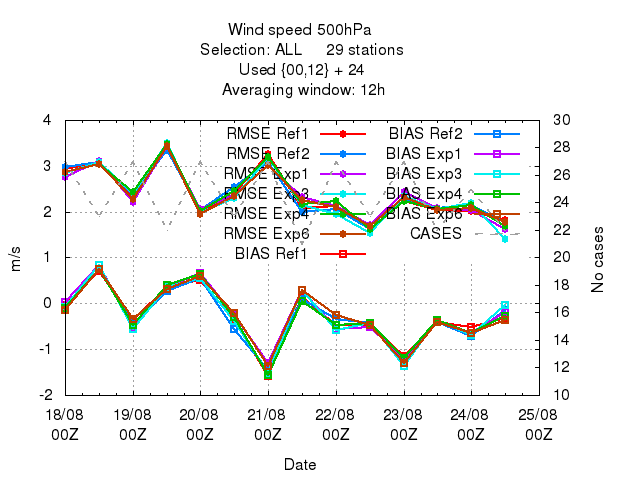 Wind speed 500hPa
Selection: ALL 29 stations
Used {00,12} + 24
Averaging window: 12h
4 30
RMSE Ref1 BIAS Ref2
28
RMSE Ref2 BIAS Exp1
3
RMSE Exp1 BIAS Exp3
26
RMSE Exp3 BIAS Exp4
24
2
RMSE Exp4 BIAS Exp6
RMSE Exp6 CASES 22
1 BIAS Ref1 20
m/s No cases
18
0
16
-1 14
12
-2 10
18/08 19/08 20/08 21/08 22/08 23/08 24/08 25/08
00Z 00Z 00Z 00Z 00Z 00Z 00Z 00Z
Date